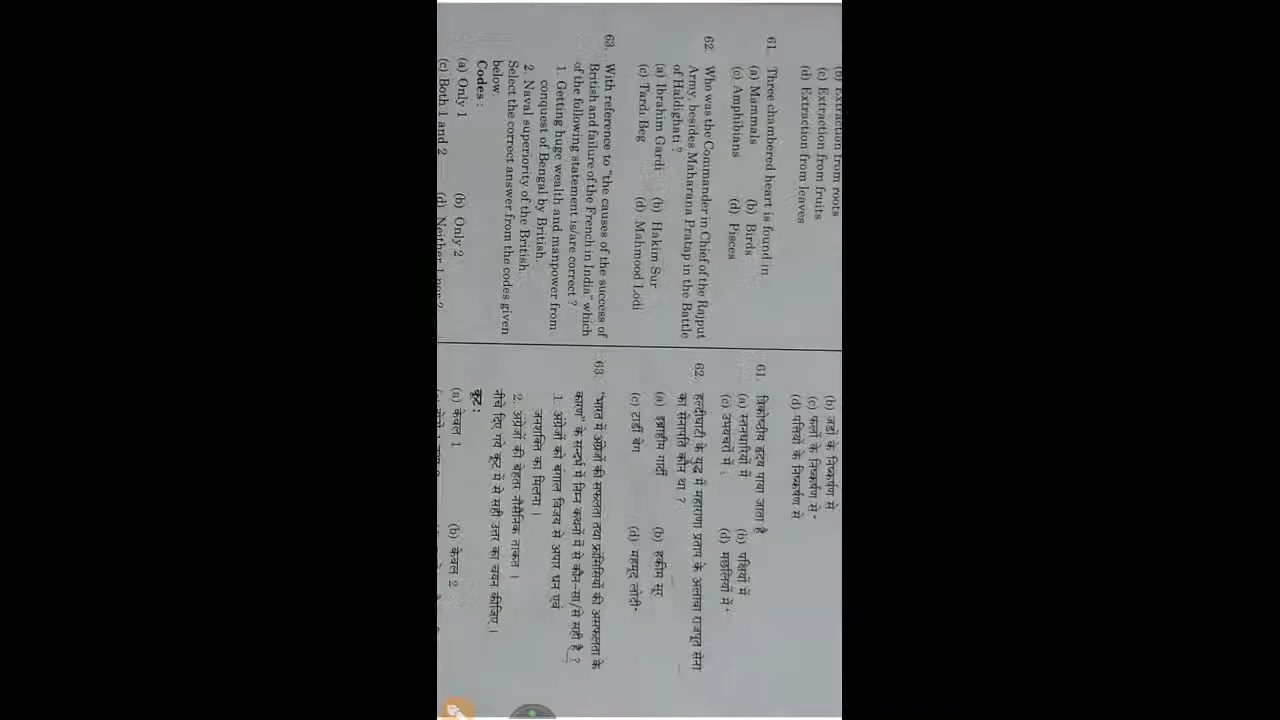 (b) Extraction from roots
(c) Extraction from fruits
(d) Extraction from leaves
61. Three chambered heart is found in
(a) Mammals (b) Birds
(c) Amphibians (d) Pisces
62. Who was the Commander in Chief of the Rajput
Army, besides Maharana Pratap in the Battle
of Haldighati ?
(a) Ibrahim Gardi (b) Hakim Sur
(c) Tardi Beg (d) Mahmood Lodi
63. With reference to "the causes of the success of
British and failure of the French in India" which
of the following statement is/are correct ?
1. Getting huge wealth and manpower from
conquest of Bengal by British.
2. Naval superiority of the British.
Select the correct answer from the codes given
below.
Codes :
(a) Only 1 (b) Only 2
(c) Both 1 and 2 (d) Neither 1 nor 2
(b) जड़ों के निष्कर्षण से
(c) फलों के निष्कर्षण से
(d) पत्तियों के निष्कर्षण से
61. त्रिकोष्ठीय हृदय पाया जाता है
(a) स्तनधारियों में (b) पक्षियों में
(c) उभयचरों में (d) मछलियों में
62. हल्दीघाटी के युद्ध में महाराणा प्रताप के अलावा राजपूत सेना
का सेनापति कौन था ?
(a) इब्राहीम गार्दी (b) हकीम सूर
(c) टार्डी बेग (d) महमूद लोदी
63. "भारत में अंग्रेजों की सफलता तथा फ्रांसिसियों की असफलता के
कारण" के सन्दर्भ में निम्न कथनों में से कौन-सा/से सही है ?
1. अंग्रेजों को बंगाल विजय से अपार धन एवं
जनशक्ति का मिलना ।
2. अंग्रेजों की बेहतर नौसैनिक ताकत ।
नीचे दिए गये कूट में से सही उत्तर का चयन कीजिए ।
कूट :
(a) केवल 1 (b) केवल 2